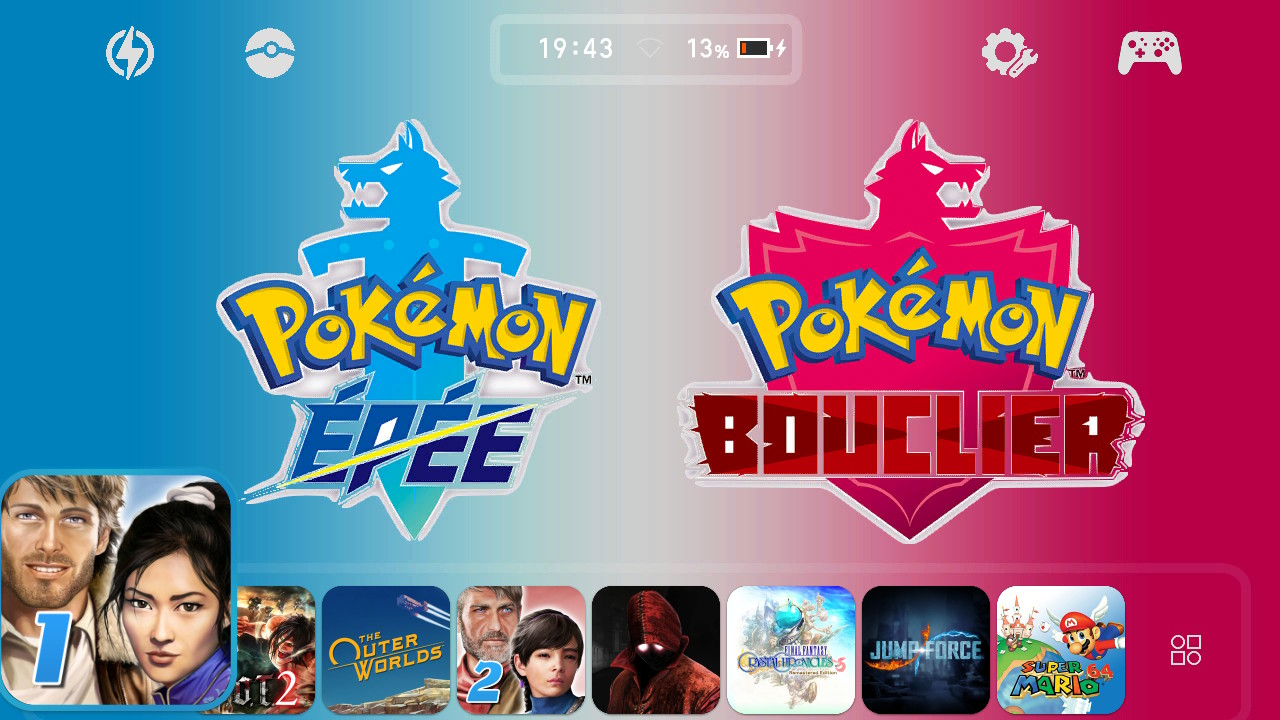 19:43 13%
POKÉMON
TM
ÉPÉE
POKÉMON
TM
BOUCLIER
1
2
THE
OUTER
WORLDS
2
FINAL FANTASY
CRYSTAL CHRONICLES
Remastered Edition
JUMP FORCE
SUPER
MARIO 64
M